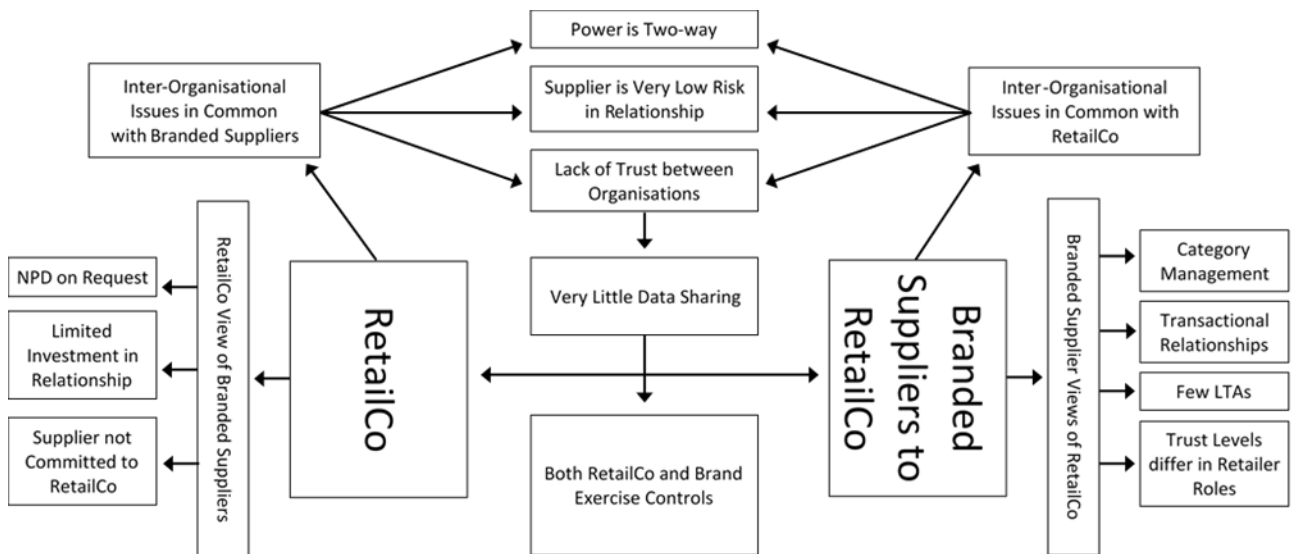 Power is Two-way
Inter-Organisational
Issues in Common
with Branded Suppliers
Supplier is Very Low Risk
in Relationship
Inter-Organisational
Issues in Common with
RetailCo
Lack of Trust between
Organisations
RetailCo View of Branded Suppliers
NPD on Request
Limited
Investment in
Relationship
Supplier not
Committed to
RetailCo
RetailCo
Very Little Data Sharing
Both RetailCo and Brand
Exercise Controls
Branded
Suppliers to
RetailCo
Branded Supplier Views of RetailCo
Category
Management
Transactional
Relationships
Few LTAs
Trust Levels
differ in Retailer
Roles